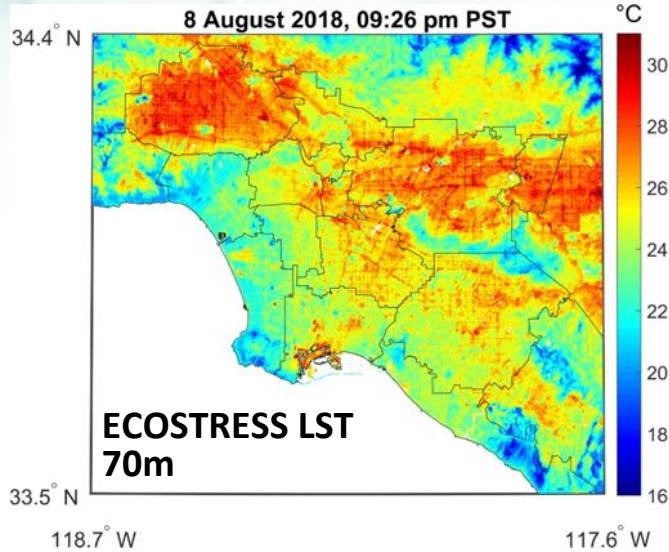 8 August 2018, 09:26 pm PST
°C
34.4° N
30
28
26
24
22
20
18
16
ECOSTRESS LST
70m
33.5° N
118.7° W
117.6° W